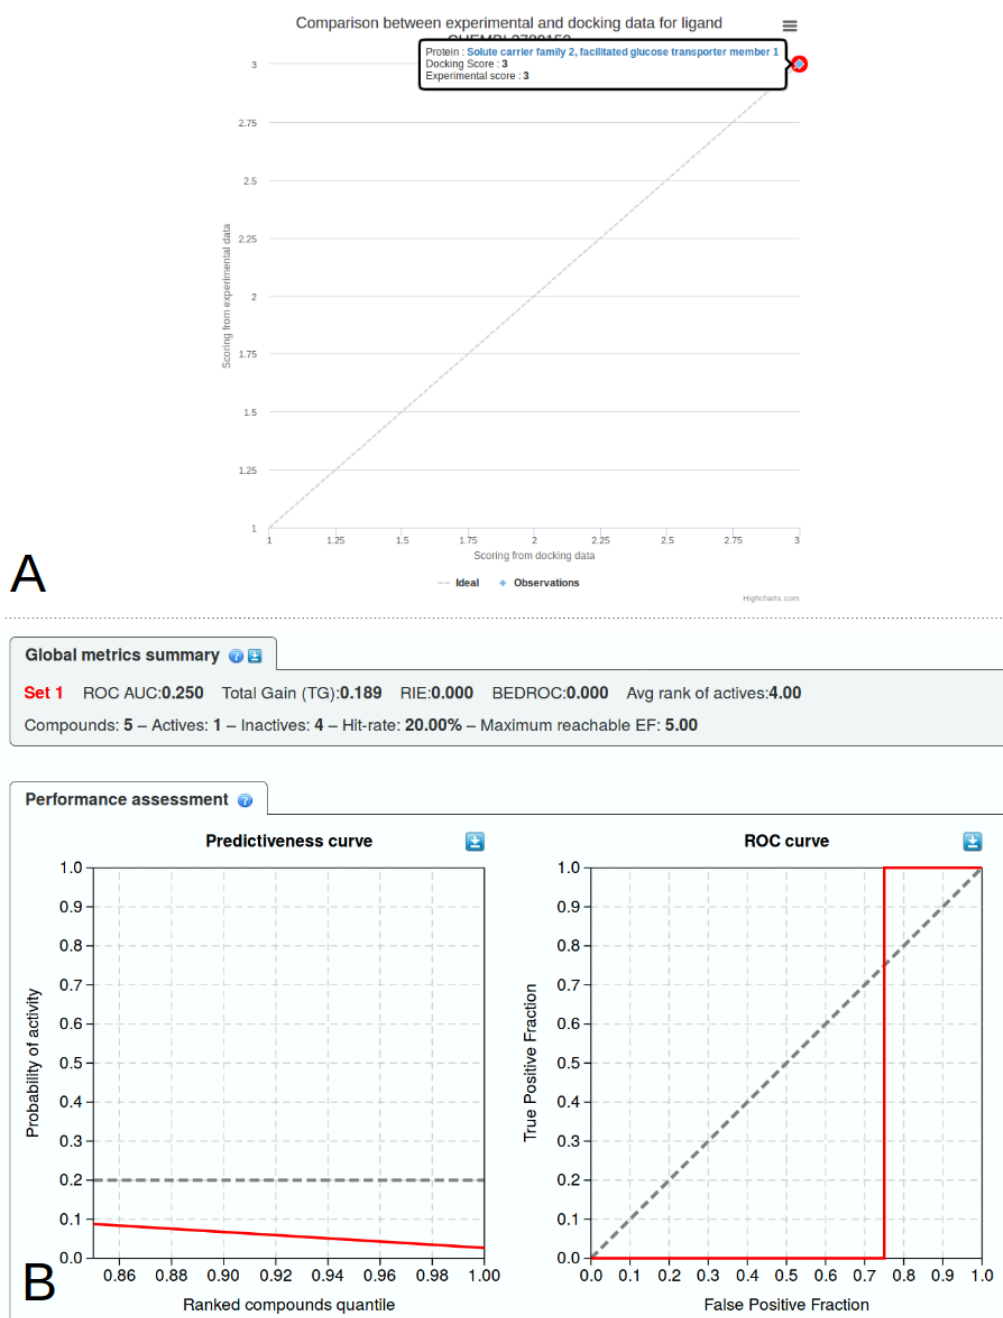 Comparison between experimental and docking data for ligand
Protein : Solute carrier family 2, facilitated glucose transporter member 1
Docking Score : 3
Experimental score : 3
3
2.75
2.5
2.25
2
1.75
1.5
1.25
1
Scoring from experimental data
1 1.25 1.5 1.75 2 2.25 2.5 2.75 3
Scoring from docking data
Ideal Observations
Highcharts.com
A
Global metrics summary ?
Set 1 ROC AUC:0.250 Total Gain (TG):0.189 RIE:0.000 BEDROC:0.000 Avg rank of actives:4.00
Compounds: 5 – Actives: 1 – Inactives: 4 – Hit-rate: 20.00% – Maximum reachable EF: 5.00
Performance assessment ?
Predictiveness curve
1.0
0.9
0.8
0.7
0.6
0.5
0.4
0.3
0.2
0.1
0.0
Probability of activity
0.86 0.88 0.90 0.92 0.94 0.96 0.98 1.00
Ranked compounds quantile
ROC curve
1.0
0.9
0.8
0.7
0.6
0.5
0.4
0.3
0.2
0.1
0.0
True Positive Fraction
0.0 0.1 0.2 0.3 0.4 0.5 0.6 0.7 0.8 0.9 1.0
False Positive Fraction
B